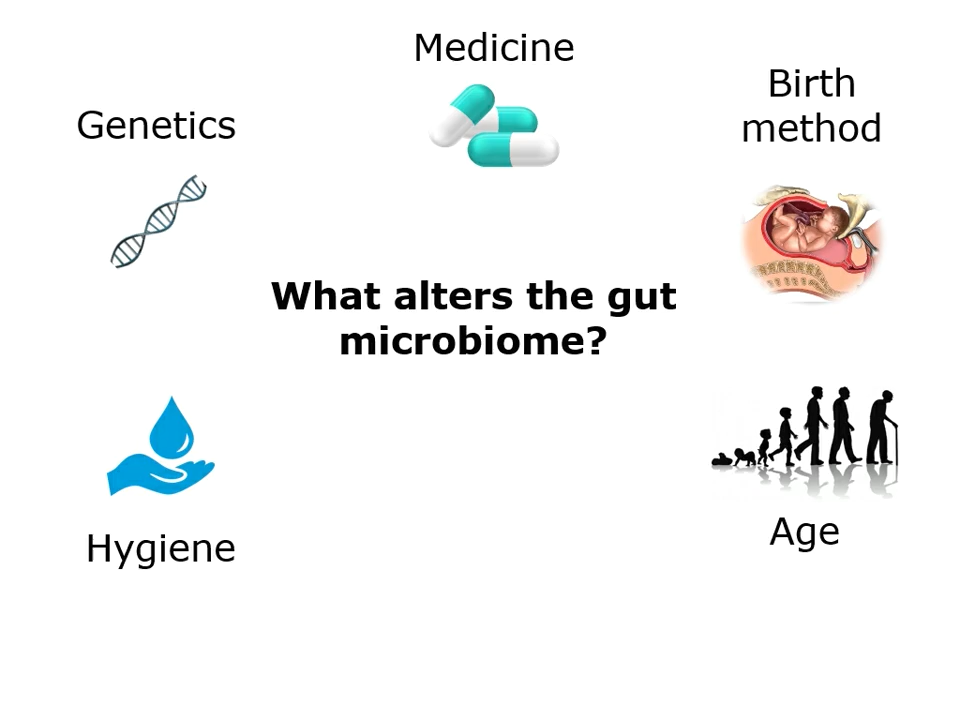 Medicine
Birth
method
Genetics
What alters the gut
microbiome?
Age
Hygiene